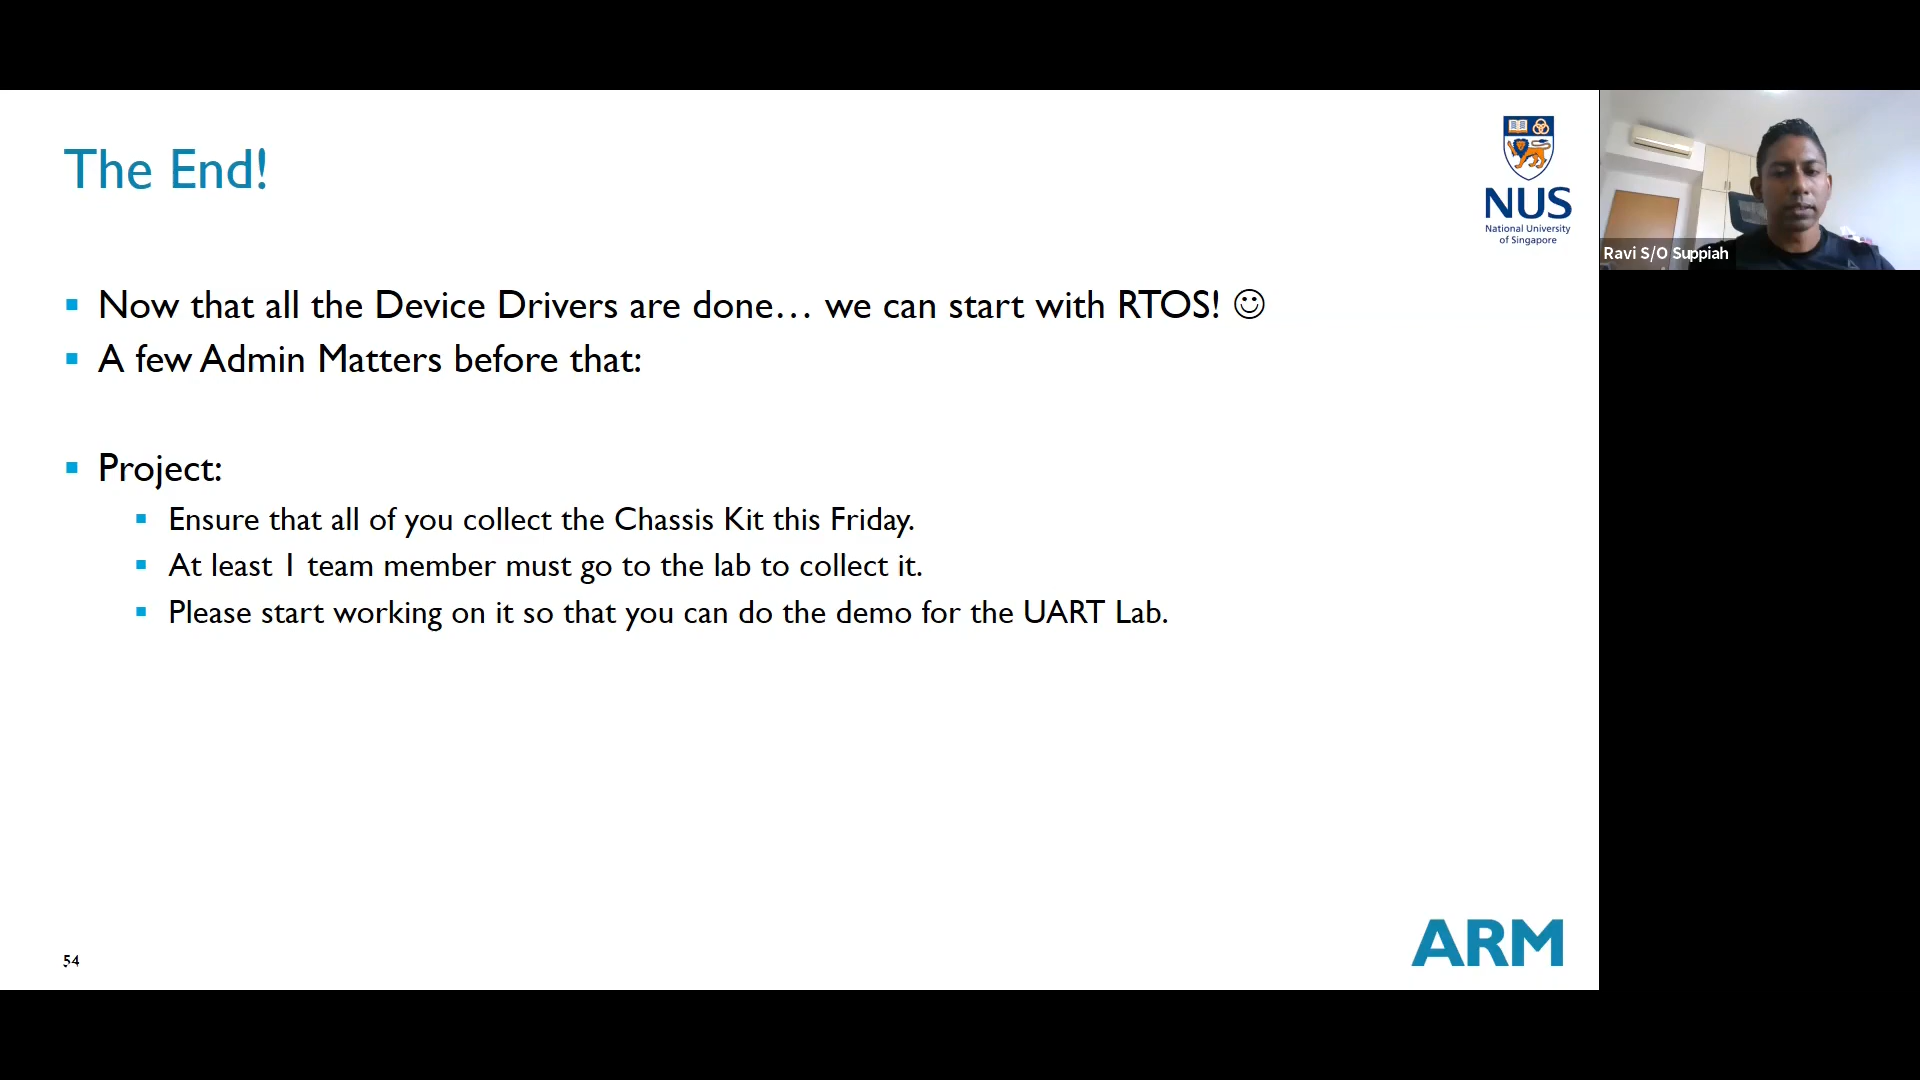 The End!
NUS
National University
of Singapore
Ravi S/O Suppiah
Now that all the Device Drivers are done… we can start with RTOS! ☺
A few Admin Matters before that:
Project:
Ensure that all of you collect the Chassis Kit this Friday.
At least 1 team member must go to the lab to collect it.
Please start working on it so that you can do the demo for the UART Lab.
54
ARM